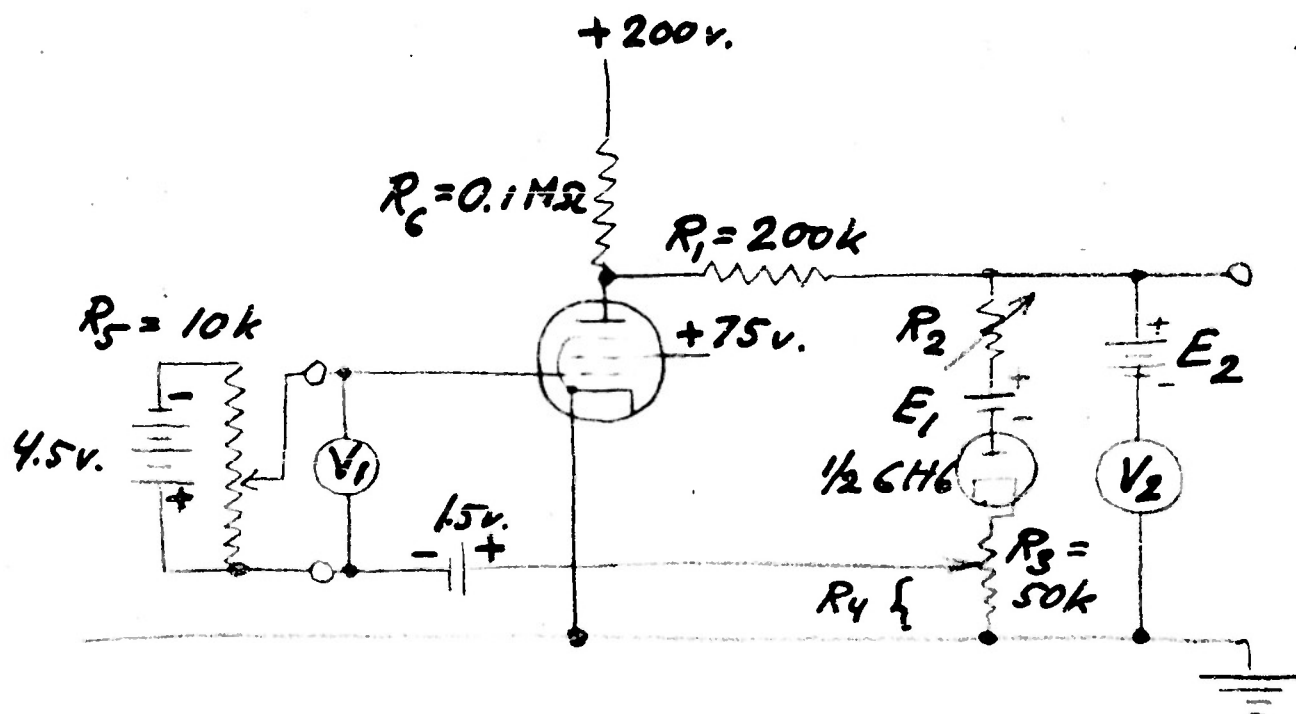 +200v.
R6=0.1MΩ
R1=200k
R5=10k
+75v.
R2
+
E2
-
+
E1
-
-
4.5v.
+
V1
1/2 6H6
V2
1.5v.
- +
R3=
50k
R4 {